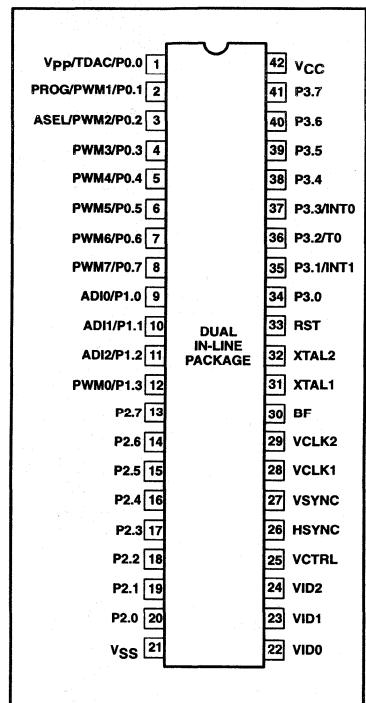 VPP/TDAC/P0.0 1 42 VCC
PROG/PWM1/P0.1 2 41 P3.7
ASEL/PWM2/P0.2 3 40 P3.6
PWM3/P0.3 4 39 P3.5
PWM4/P0.4 5 38 P3.4
PWM5/P0.5 6 37 P3.3/INT0
PWM6/P0.6 7 36 P3.2/T0
PWM7/P0.7 8 35 P3.1/INT1
ADI0/P1.0 9 34 P3.0
ADI1/P1.1 10 33 RST
ADI2/P1.2 11 32 XTAL2
PWM0/P1.3 12 31 XTAL1
P2.7 13 30 BF
P2.6 14 29 VCLK2
P2.5 15 28 VCLK1
P2.4 16 27 VSYNC
P2.3 17 26 HSYNC
P2.2 18 25 VCTRL
P2.1 19 24 VID2
P2.0 20 23 VID1
VSS 21 22 VID0
DUAL
IN-LINE
PACKAGE